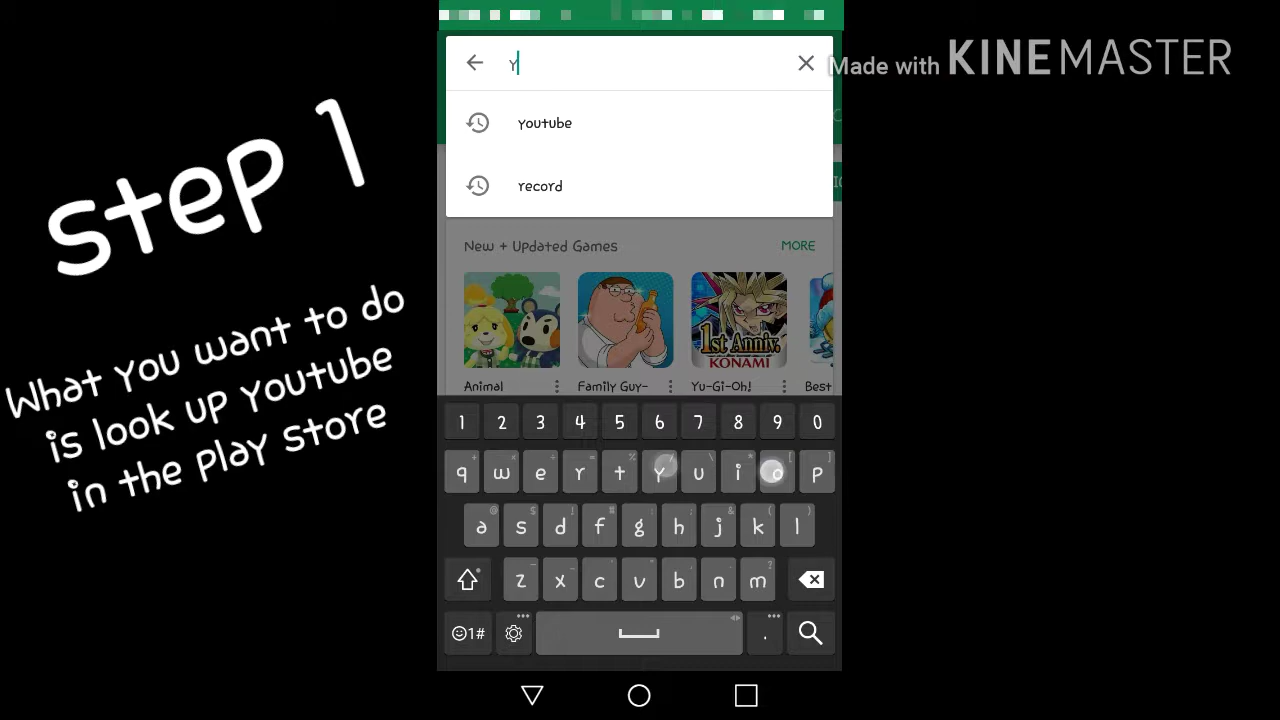 Step 1
What you want to do
is look up youtube
in the Play Store
Made with KINEMASTER
Y
youtube
record
New + Updated Games
MORE
1st Anniv.
KONAMI
Animal
Family Guy-
Yu-Gi-Oh!
Best
1 2 3 4 5 6 7 8 9 0
q w e r t y u i o p
a s d f g h j k l
z x c v b n m
1# .